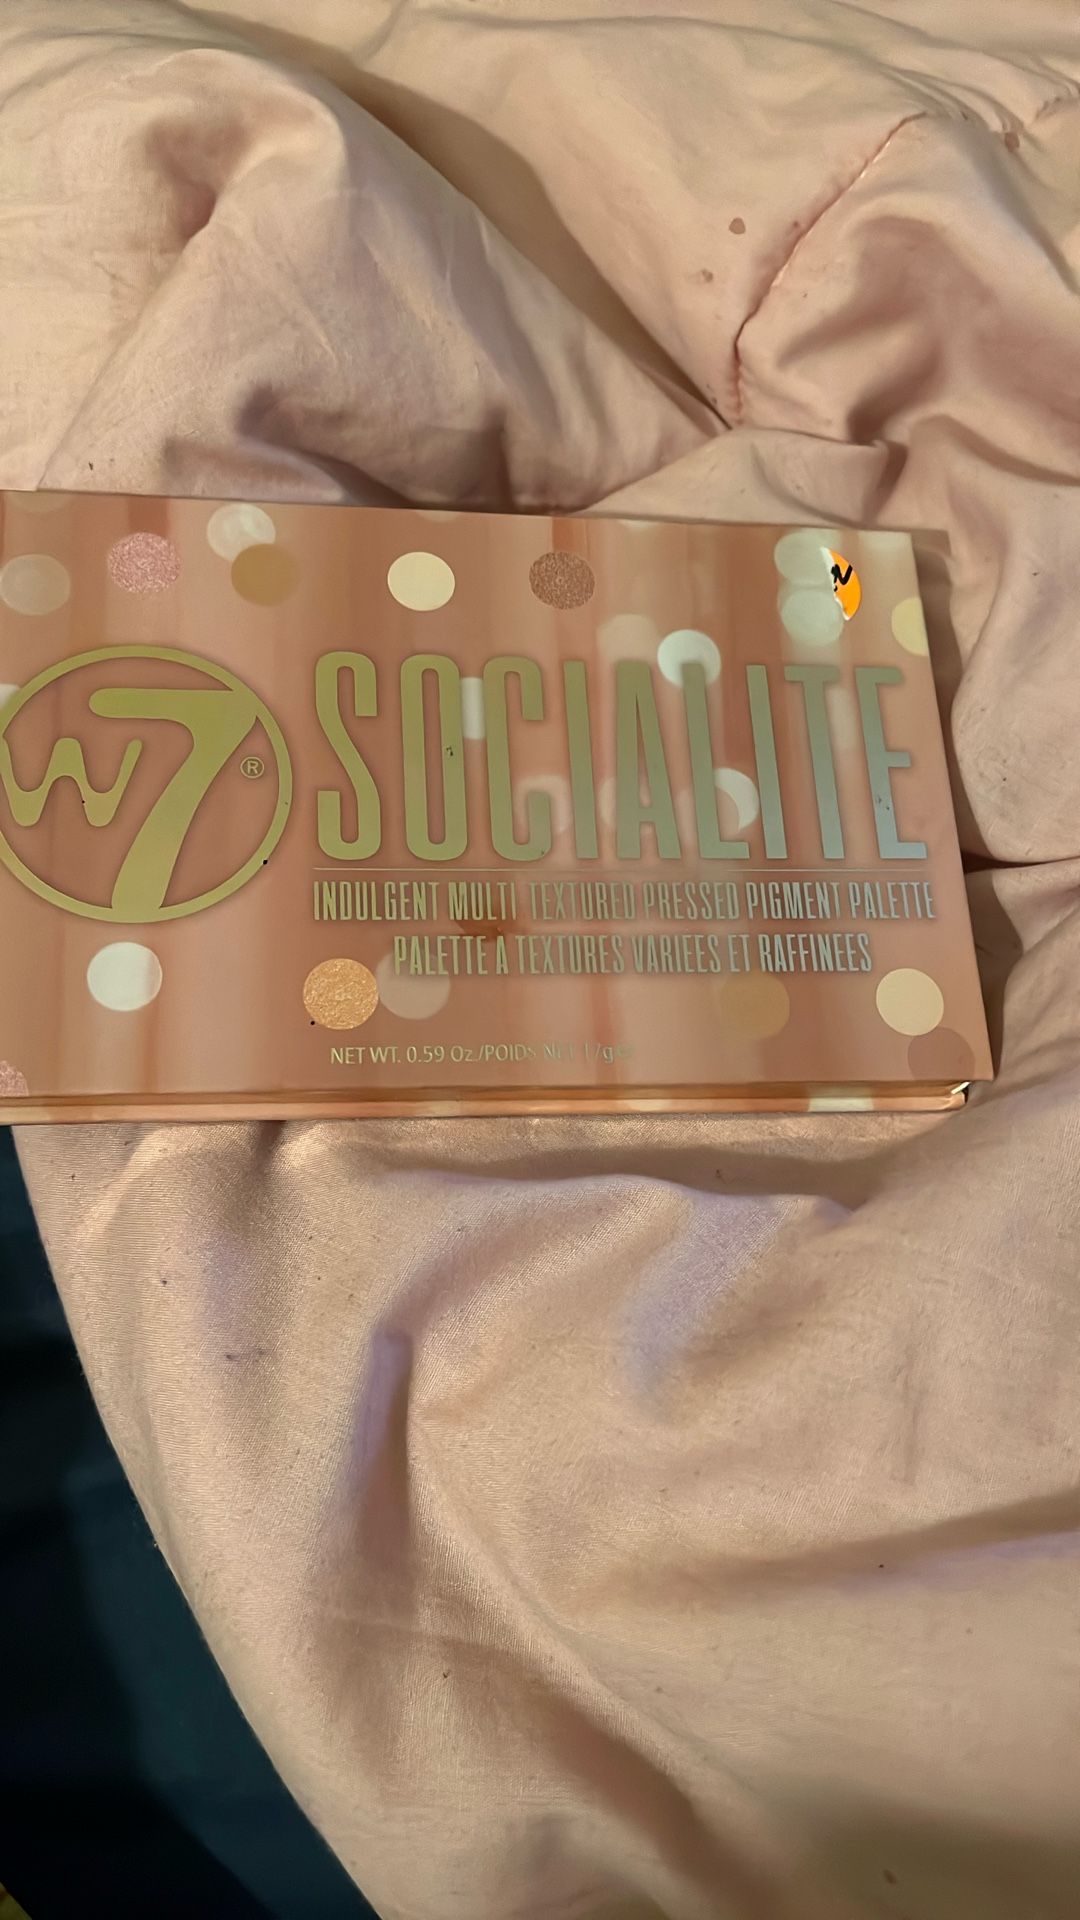 W7®
SOCIALITE
INDULGENT MULTI TEXTURED PRESSED PIGMENT PALETTE
PALETTE A TEXTURES VARIEES ET RAFFINEES
NET WT. 0.59 Oz./POIDS NET 17g